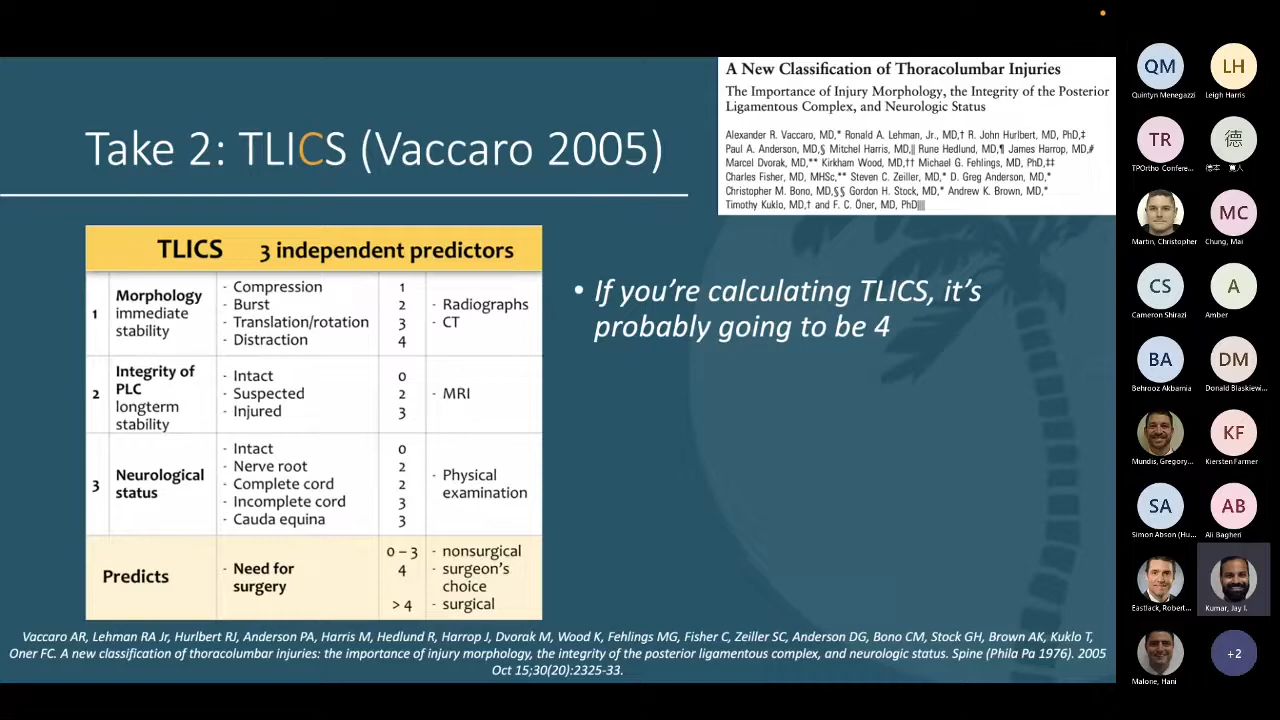 A New Classification of Thoracolumbar Injuries
The Importance of Injury Morphology, the Integrity of the Posterior
Ligamentous Complex, and Neurologic Status
Alexander R. Vaccaro, MD,* Ronald A. Lehman, Jr., MD,† R. John Hurlbert, MD, PhD,‡
Paul A. Anderson, MD,§ Mitchel Harris, MD,|| Rune Hedlund, MD,¶ James Harrop, MD,#
Marcel Dvorak, MD,** Kirkham Wood, MD,†† Michael G. Fehlings, MD, PhD,‡‡
Charles Fisher, MD, MHSc,** Steven C. Zeiller, MD,* D. Greg Anderson, MD,*
Christopher M. Bono, MD,§§ Gordon H. Stock, MD,* Andrew K. Brown, MD,*
Timothy Kuklo, MD,† and F. C. Öner, MD, PhD||||
Take 2: TLICS (Vaccaro 2005)
TLICS 3 independent predictors
1 Morphology immediate stability
- Compression 1
- Burst 2
- Translation/rotation 3
- Distraction 4
- Radiographs
- CT
2 Integrity of PLC longterm stability
- Intact 0
- Suspected 2
- Injured 3
- MRI
3 Neurological status
- Intact 0
- Nerve root 2
- Complete cord 2
- Incomplete cord 3
- Cauda equina 3
- Physical examination
Predicts
- Need for surgery
0 – 3 - nonsurgical
4 - surgeon's choice
> 4 - surgical
• If you're calculating TLICS, it's
probably going to be 4
Vaccaro AR, Lehman RA Jr, Hurlbert RJ, Anderson PA, Harris M, Hedlund R, Harrop J, Dvorak M, Wood K, Fehlings MG, Fisher C, Zeiller SC, Anderson DG, Bono CM, Stock GH, Brown AK, Kuklo T,
Oner FC. A new classification of thoracolumbar injuries: the importance of injury morphology, the integrity of the posterior ligamentous complex, and neurologic status. Spine (Phila Pa 1976). 2005
Oct 15;30(20):2325-33.
QM
Quintyn Menegazzi
LH
Leigh Harris
TR
TPOrtho Confere...
德
德本 真人
Martin, Christopher
MC
Chung, Mai
CS
Cameron Shirazi
A
Amber
BA
Behrooz Akbarnia
DM
Donald Blaskiewi...
Mundis, Gregory...
KF
Kiersten Farmer
SA
Simon Abson (Hu...
AB
Ali Bagheri
Eastlack, Robert...
Kumar, Jay I.
Malone, Hani
+2